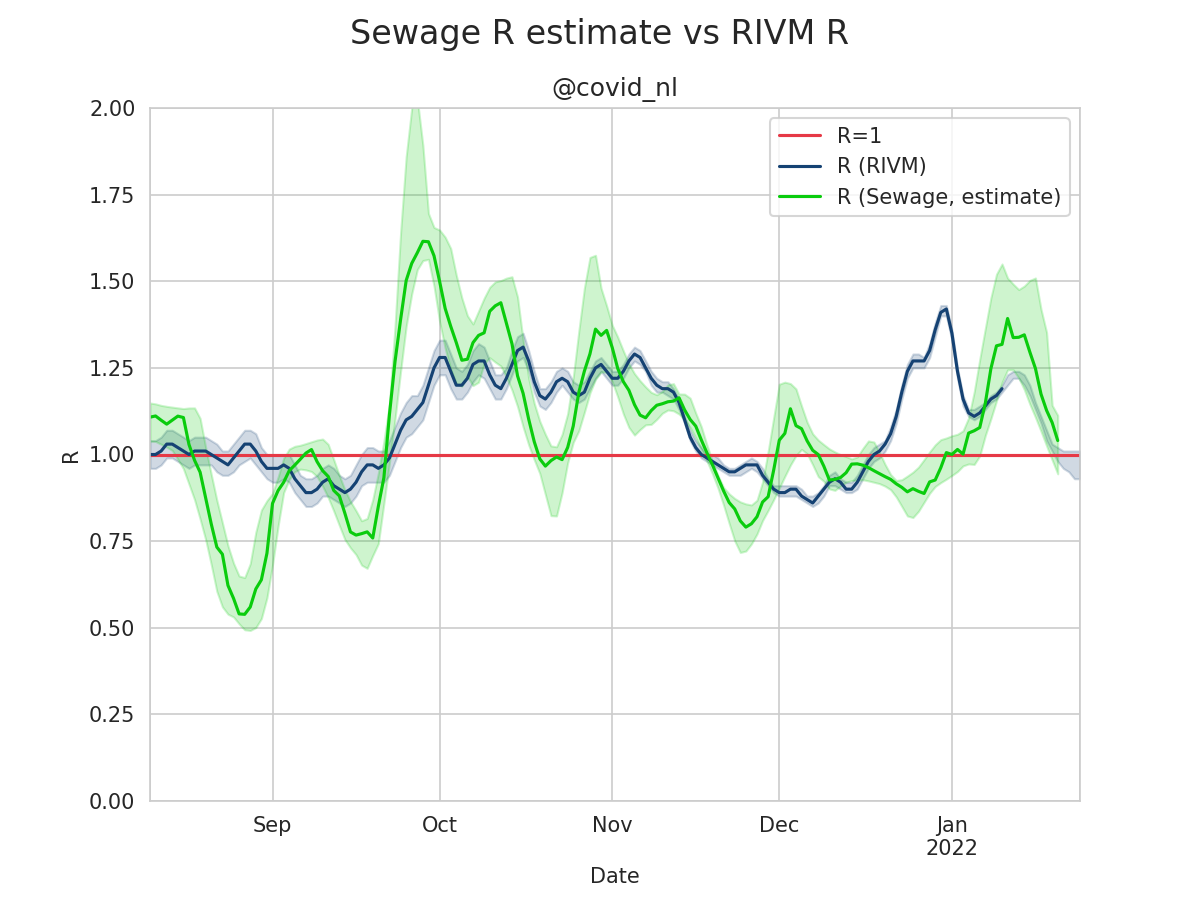 Sewage R estimate vs RIVM R
@covid_nl
R=1
R (RIVM)
R (Sewage, estimate)
2.00
1.75
1.50
1.25
1.00
0.75
0.50
0.25
0.00
R
Sep
Oct
Nov
Dec
Jan
2022
Date